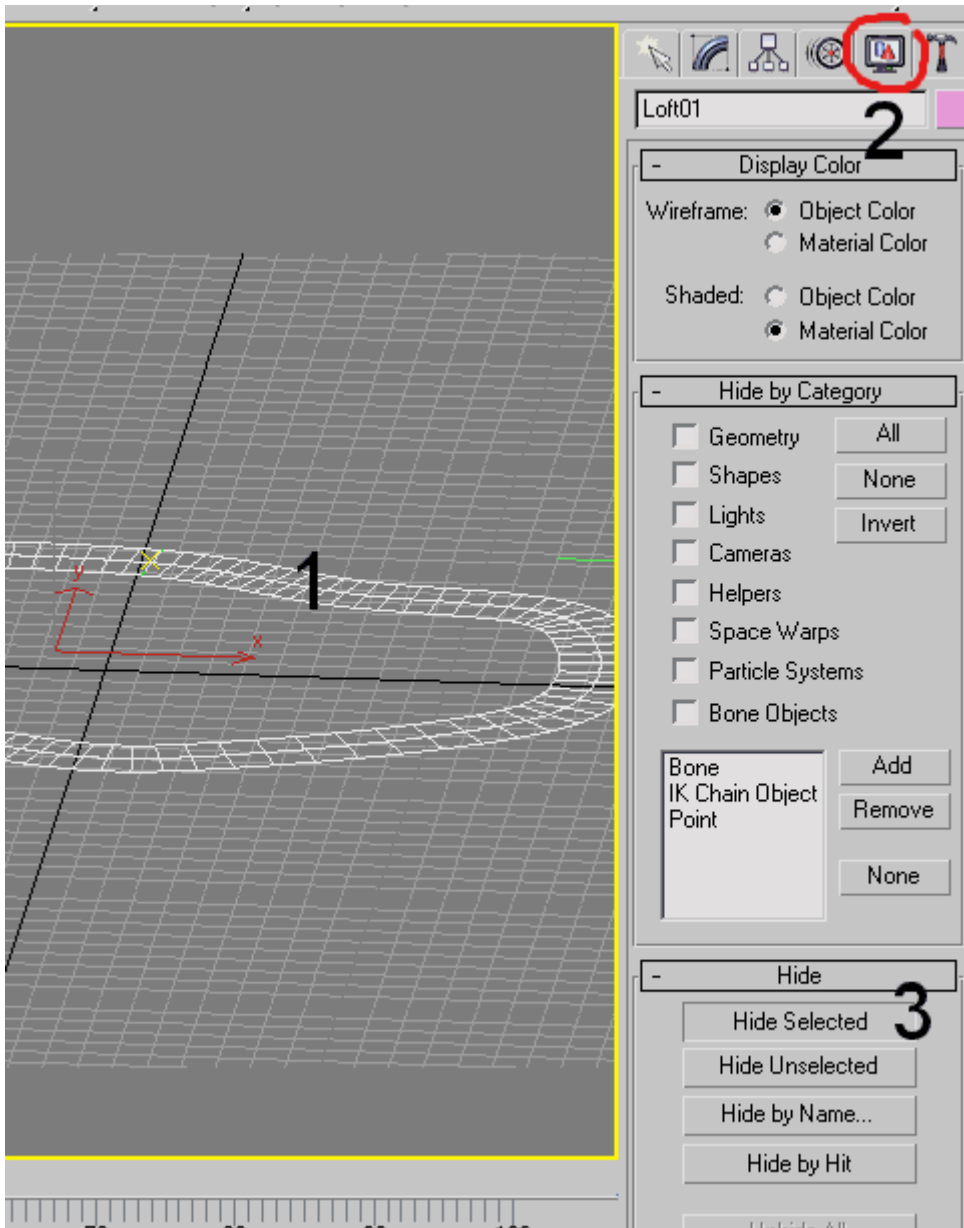 Loft01
2
- Display Color
Wireframe: Object Color
Material Color
Shaded: Object Color
Material Color
- Hide by Category
Geometry All
Shapes None
Lights Invert
Cameras
Helpers
Space Warps
Particle Systems
Bone Objects
1
y
x
Bone Add
IK Chain Object Remove
Point
None
- Hide
3
Hide Selected
Hide Unselected
Hide by Name...
Hide by Hit